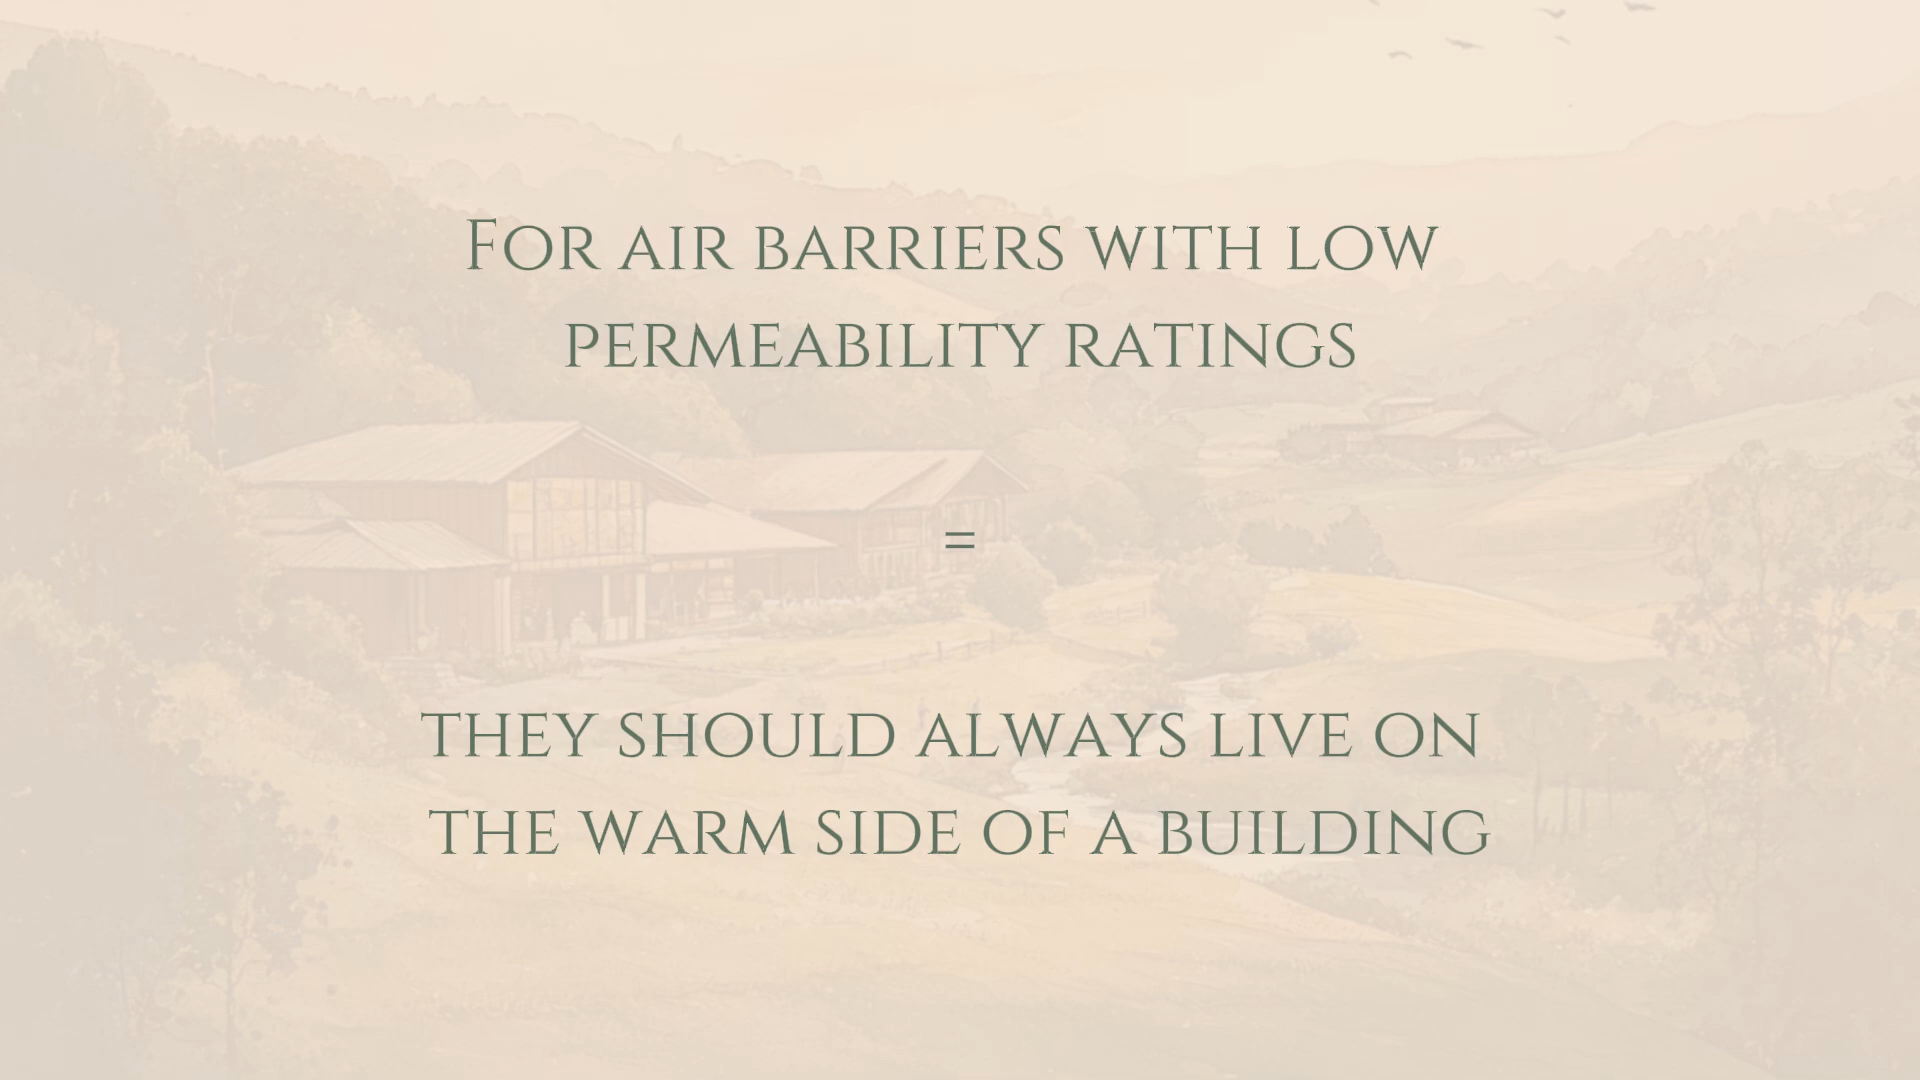 For air barriers with low
permeability ratings
=
they should always live on
the warm side of a building